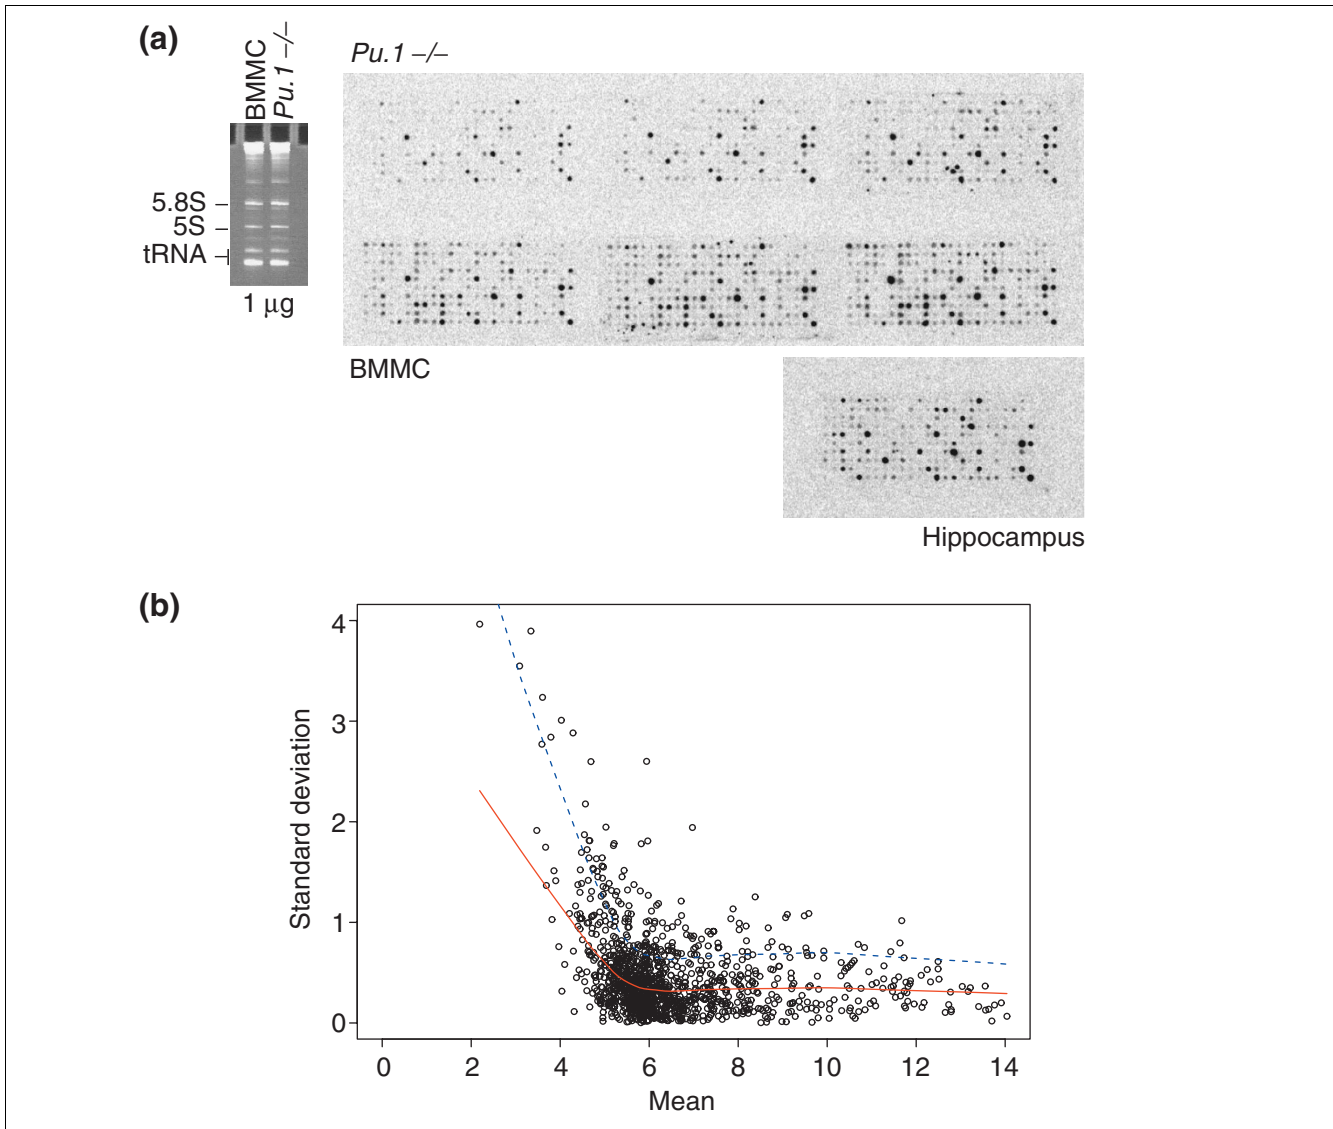 (a)
BMMC
Pu.1 –/–
5.8S
5S
tRNA
1 μg
Pu.1 –/–
BMMC
Hippocampus
(b)
Standard deviation
4
3
2
1
0
0 2 4 6 8 10 12 14
Mean